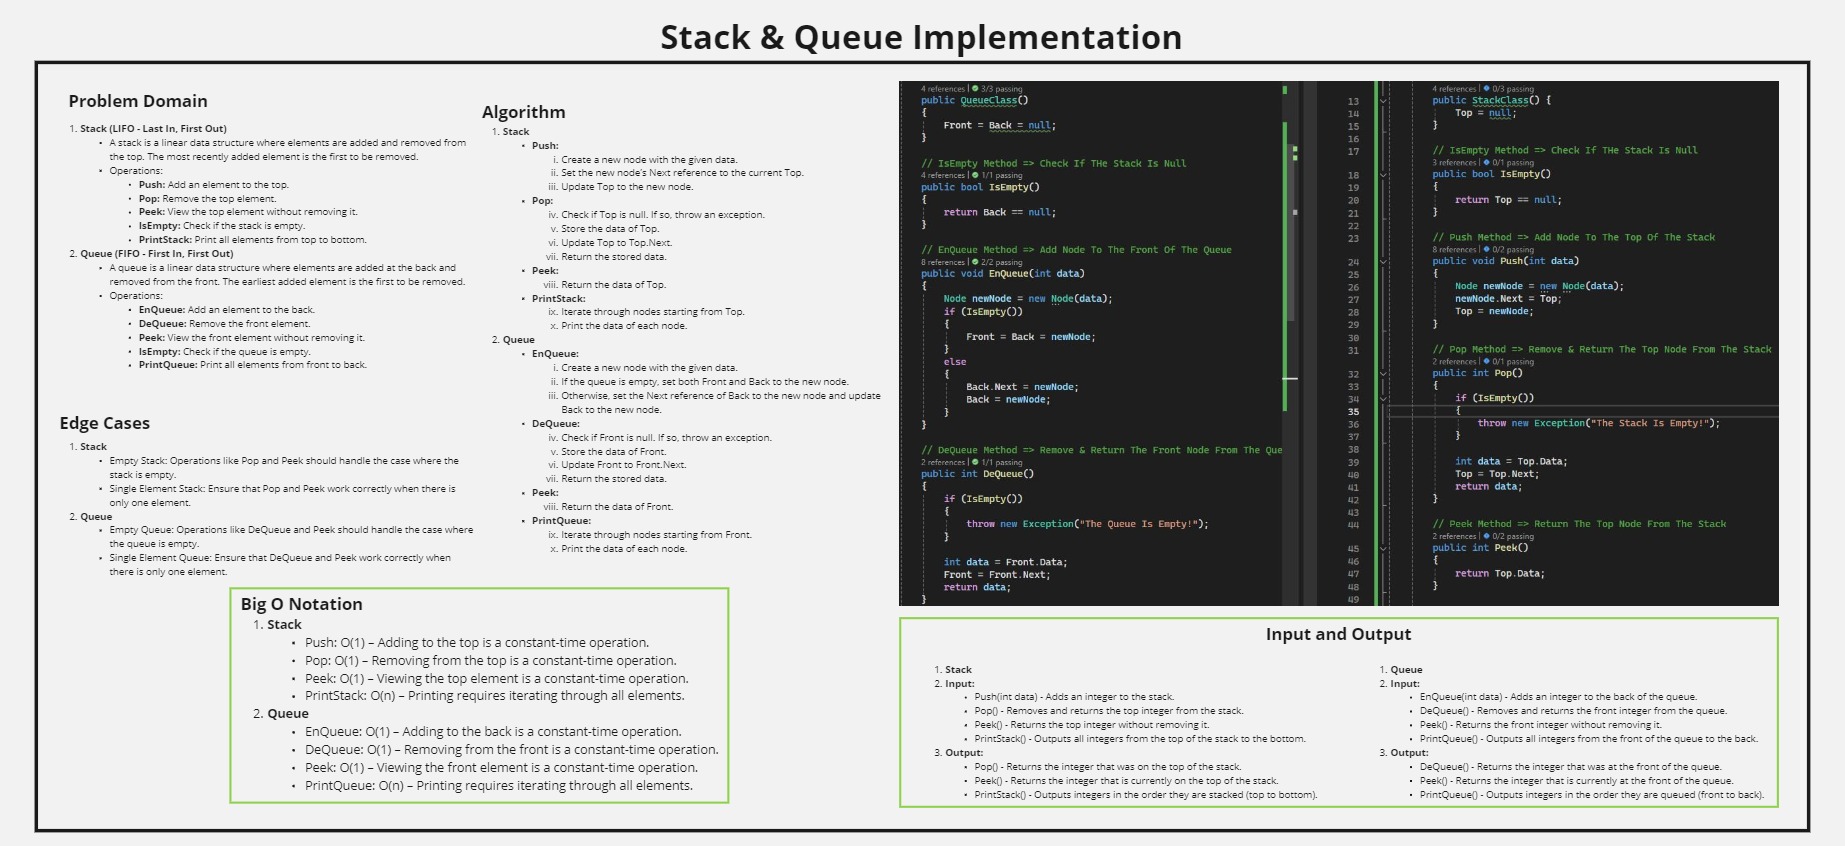 Stack & Queue Implementation
Problem Domain
1. Stack (LIFO - Last In, First Out)
• A stack is a linear data structure where elements are added and removed from
the top. The most recently added element is the first to be removed.
• Operations:
• Push: Add an element to the top.
• Pop: Remove the top element.
• Peek: View the top element without removing it.
• IsEmpty: Check if the stack is empty.
• PrintStack: Print all elements from top to bottom.
2. Queue (FIFO - First In, First Out)
• A queue is a linear data structure where elements are added at the back and
removed from the front. The earliest added element is the first to be removed.
• Operations:
• EnQueue: Add an element to the back.
• DeQueue: Remove the front element.
• Peek: View the front element without removing it.
• IsEmpty: Check if the queue is empty.
• PrintQueue: Print all elements from front to back.
Edge Cases
1. Stack
• Empty Stack: Operations like Pop and Peek should handle the case where the
stack is empty.
• Single Element Stack: Ensure that Pop and Peek work correctly when there is
only one element.
2. Queue
• Empty Queue: Operations like DeQueue and Peek should handle the case where
the queue is empty.
• Single Element Queue: Ensure that DeQueue and Peek work correctly when
there is only one element.
Algorithm
1. Stack
• Push:
i. Create a new node with the given data.
ii. Set the new node's Next reference to the current Top.
iii. Update Top to the new node.
• Pop:
iv. Check if Top is null. If so, throw an exception.
v. Store the data of Top.
vi. Update Top to Top.Next.
vii. Return the stored data.
• Peek:
viii. Return the data of Top.
• PrintStack:
ix. Iterate through nodes starting from Top.
x. Print the data of each node.
2. Queue
• EnQueue:
i. Create a new node with the given data.
ii. If the queue is empty, set both Front and Back to the new node.
iii. Otherwise, set the Next reference of Back to the new node and update
Back to the new node.
• DeQueue:
iv. Check if Front is null. If so, throw an exception.
v. Store the data of Front.
vi. Update Front to Front.Next.
vii. Return the stored data.
• Peek:
viii. Return the data of Front.
• PrintQueue:
ix. Iterate through nodes starting from Front.
x. Print the data of each node.
Big O Notation
1. Stack
• Push: O(1) – Adding to the top is a constant-time operation.
• Pop: O(1) – Removing from the top is a constant-time operation.
• Peek: O(1) – Viewing the top element is a constant-time operation.
• PrintStack: O(n) – Printing requires iterating through all elements.
2. Queue
• EnQueue: O(1) – Adding to the back is a constant-time operation.
• DeQueue: O(1) – Removing from the front is a constant-time operation.
• Peek: O(1) – Viewing the front element is a constant-time operation.
• PrintQueue: O(n) – Printing requires iterating through all elements.
4 references | 3/3 passing
public QueueClass()
{
Front = Back = null;
}
// IsEmpty Method => Check If THe Stack Is Null
4 references | 1/1 passing
public bool IsEmpty()
{
return Back == null;
}
// EnQueue Method => Add Node To The Front Of The Queue
8 references | 2/2 passing
public void EnQueue(int data)
{
Node newNode = new Node(data);
if (IsEmpty())
{
Front = Back = newNode;
}
else
{
Back.Next = newNode;
Back = newNode;
}
}
// DeQueue Method => Remove & Return The Front Node From The Que
2 references | 1/1 passing
public int DeQueue()
{
if (IsEmpty())
{
throw new Exception("The Queue Is Empty!");
}
int data = Front.Data;
Front = Front.Next;
return data;
}
4 references | 0/3 passing
13 public StackClass() {
14 Top = null;
15 }
16
17 // IsEmpty Method => Check If THe Stack Is Null
3 references | 0/1 passing
18 public bool IsEmpty()
19 {
20 return Top == null;
21 }
22
23 // Push Method => Add Node To The Top Of The Stack
8 references | 0/2 passing
24 public void Push(int data)
25 {
26 Node newNode = new Node(data);
27 newNode.Next = Top;
28 Top = newNode;
29 }
30
31 // Pop Method => Remove & Return The Top Node From The Stack
2 references | 0/1 passing
32 public int Pop()
33 {
34 if (IsEmpty())
35 {
36 throw new Exception("The Stack Is Empty!");
37 }
38
39 int data = Top.Data;
40 Top = Top.Next;
41 return data;
42 }
43
44 // Peek Method => Return The Top Node From The Stack
2 references | 0/2 passing
45 public int Peek()
46 {
47 return Top.Data;
48 }
49
Input and Output
1. Stack
2. Input:
• Push(int data) - Adds an integer to the stack.
• Pop() - Removes and returns the top integer from the stack.
• Peek() - Returns the top integer without removing it.
• PrintStack() - Outputs all integers from the top of the stack to the bottom.
3. Output:
• Pop() - Returns the integer that was on the top of the stack.
• Peek() - Returns the integer that is currently on the top of the stack.
• PrintStack() - Outputs integers in the order they are stacked (top to bottom).
1. Queue
2. Input:
• EnQueue(int data) - Adds an integer to the back of the queue.
• DeQueue() - Removes and returns the front integer from the queue.
• Peek() - Returns the front integer without removing it.
• PrintQueue() - Outputs all integers from the front of the queue to the back.
3. Output:
• DeQueue() - Returns the integer that was at the front of the queue.
• Peek() - Returns the integer that is currently at the front of the queue.
• PrintQueue() - Outputs integers in the order they are queued (front to back).